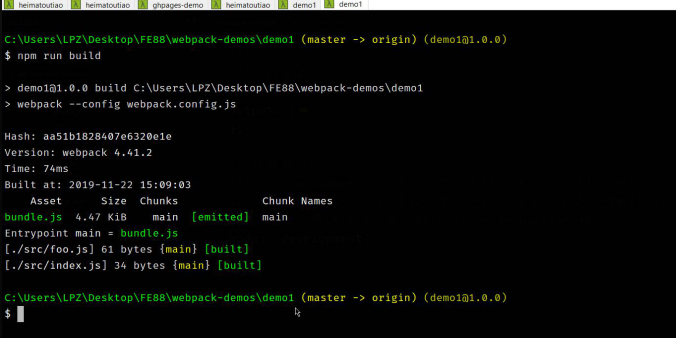 heimatoutiao heimatoutiao ghpages-demo heimatoutiao demo1 demo1
C:\Users\LPZ\Desktop\FE88\webpack-demos\demo1 (master -> origin) (demo1@1.0.0)
$ npm run build
> demo1@1.0.0 build C:\Users\LPZ\Desktop\FE88\webpack-demos\demo1
> webpack --config webpack.config.js
Hash: aa51b1828407e6320e1e
Version: webpack 4.41.2
Time: 74ms
Built at: 2019-11-22 15:09:03
Asset Size Chunks Chunk Names
bundle.js 4.47 KiB main [emitted] main
Entrypoint main = bundle.js
[./src/foo.js] 61 bytes {main} [built]
[./src/index.js] 34 bytes {main} [built]
C:\Users\LPZ\Desktop\FE88\webpack-demos\demo1 (master -> origin) (demo1@1.0.0)
$